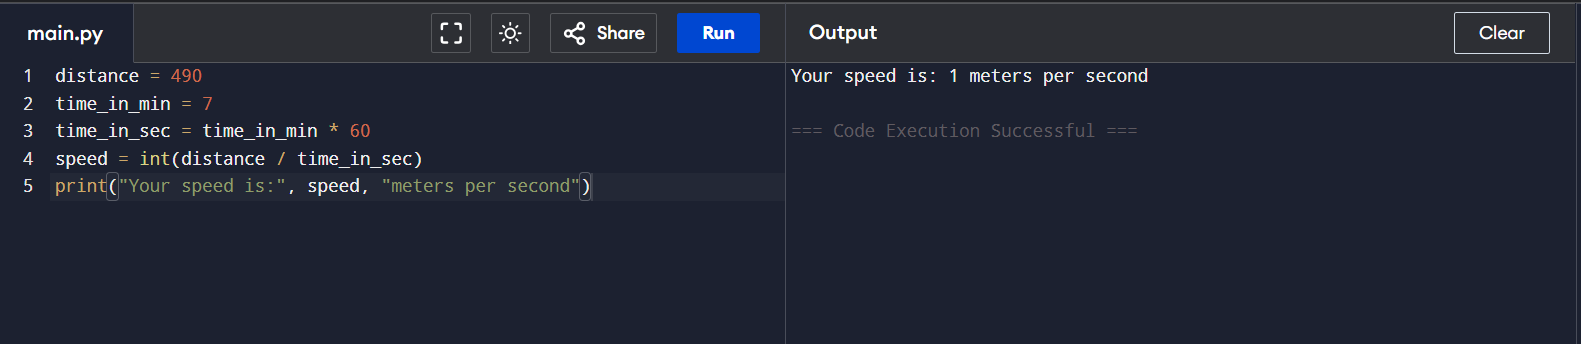 main.py Share Run Output Clear
1 distance = 490
2 time_in_min = 7
3 time_in_sec = time_in_min * 60
4 speed = int(distance / time_in_sec)
5 print("Your speed is:", speed, "meters per second")
Your speed is: 1 meters per second
=== Code Execution Successful ===